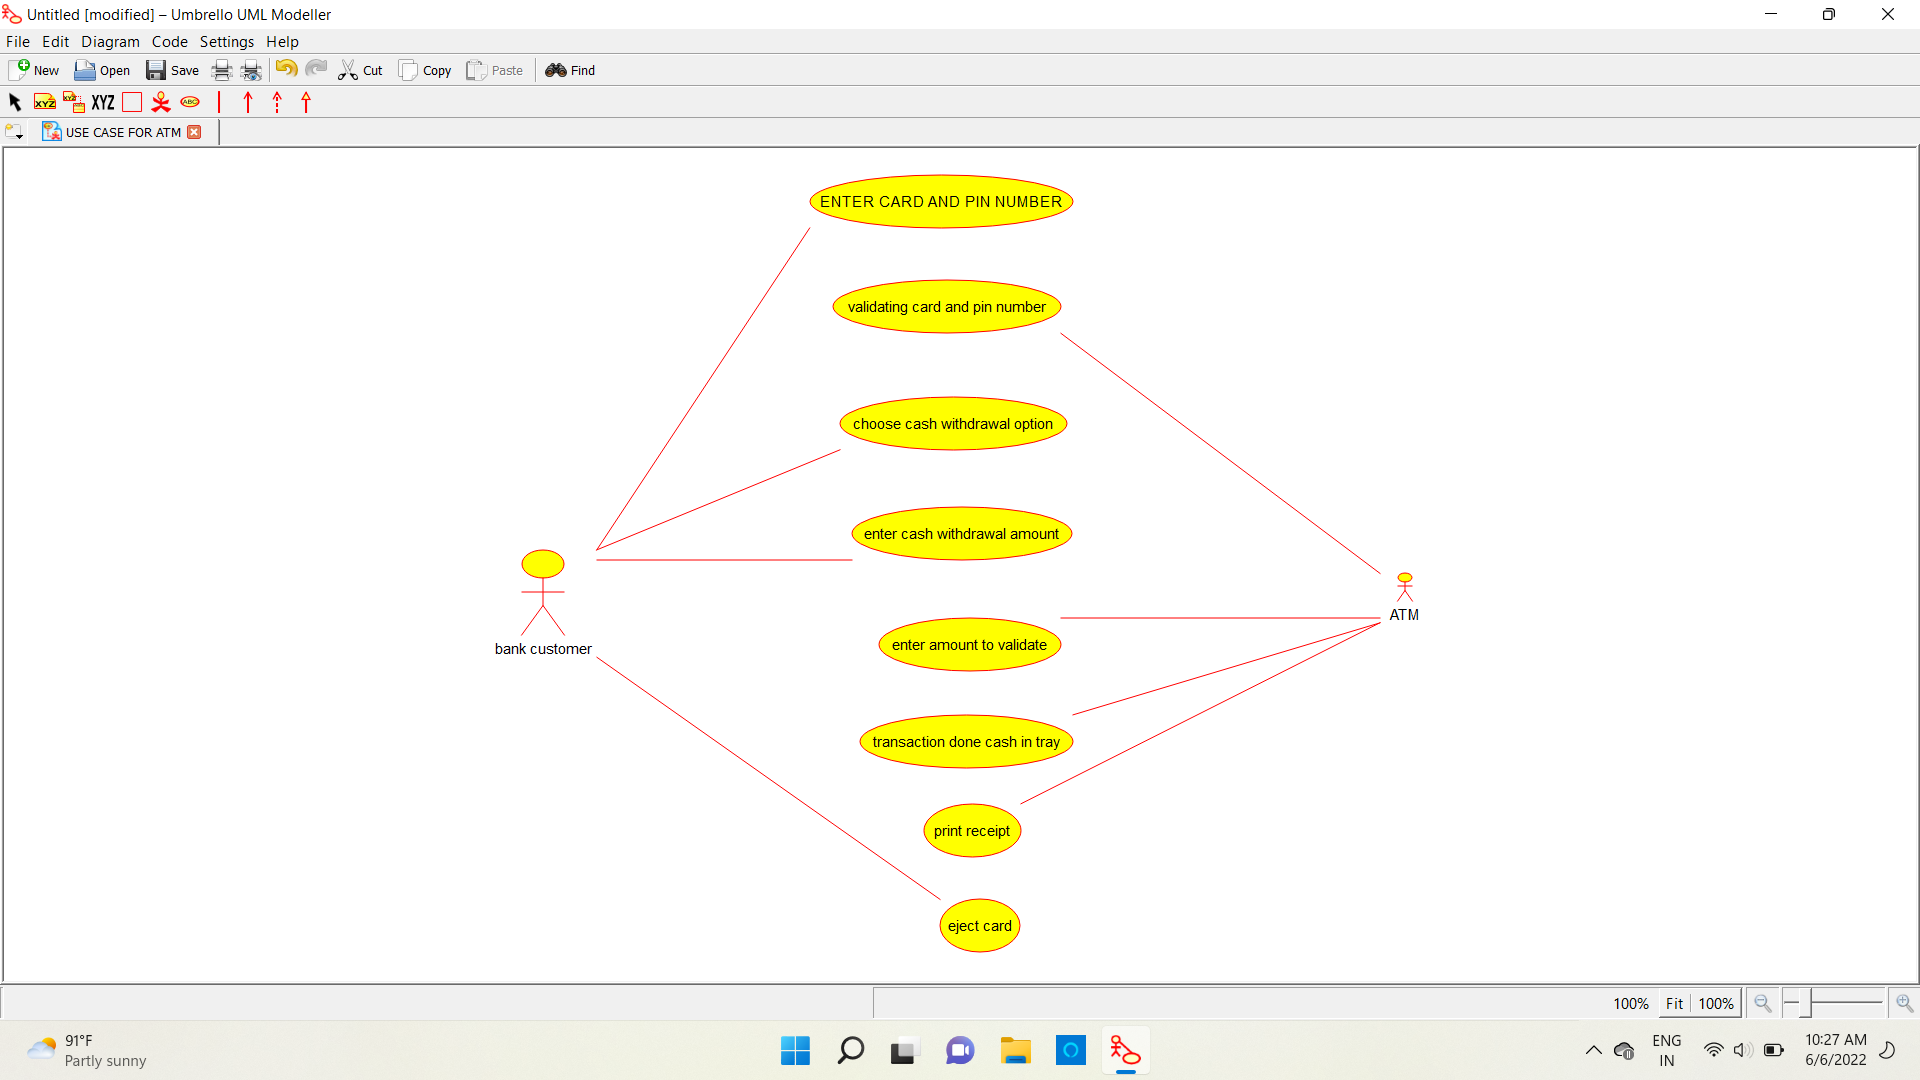 Untitled [modified] – Umbrello UML Modeller
File Edit Diagram Code Settings Help
New Open Save Cut Copy Paste Find
XYZ XYZ XYZ ABC
USE CASE FOR ATM
ENTER CARD AND PIN NUMBER
validating card and pin number
choose cash withdrawal option
enter cash withdrawal amount
ATM
enter amount to validate
bank customer
transaction done cash in tray
print receipt
eject card
100% Fit 100%
91°F
Partly sunny
ENG
IN
10:27 AM
6/6/2022